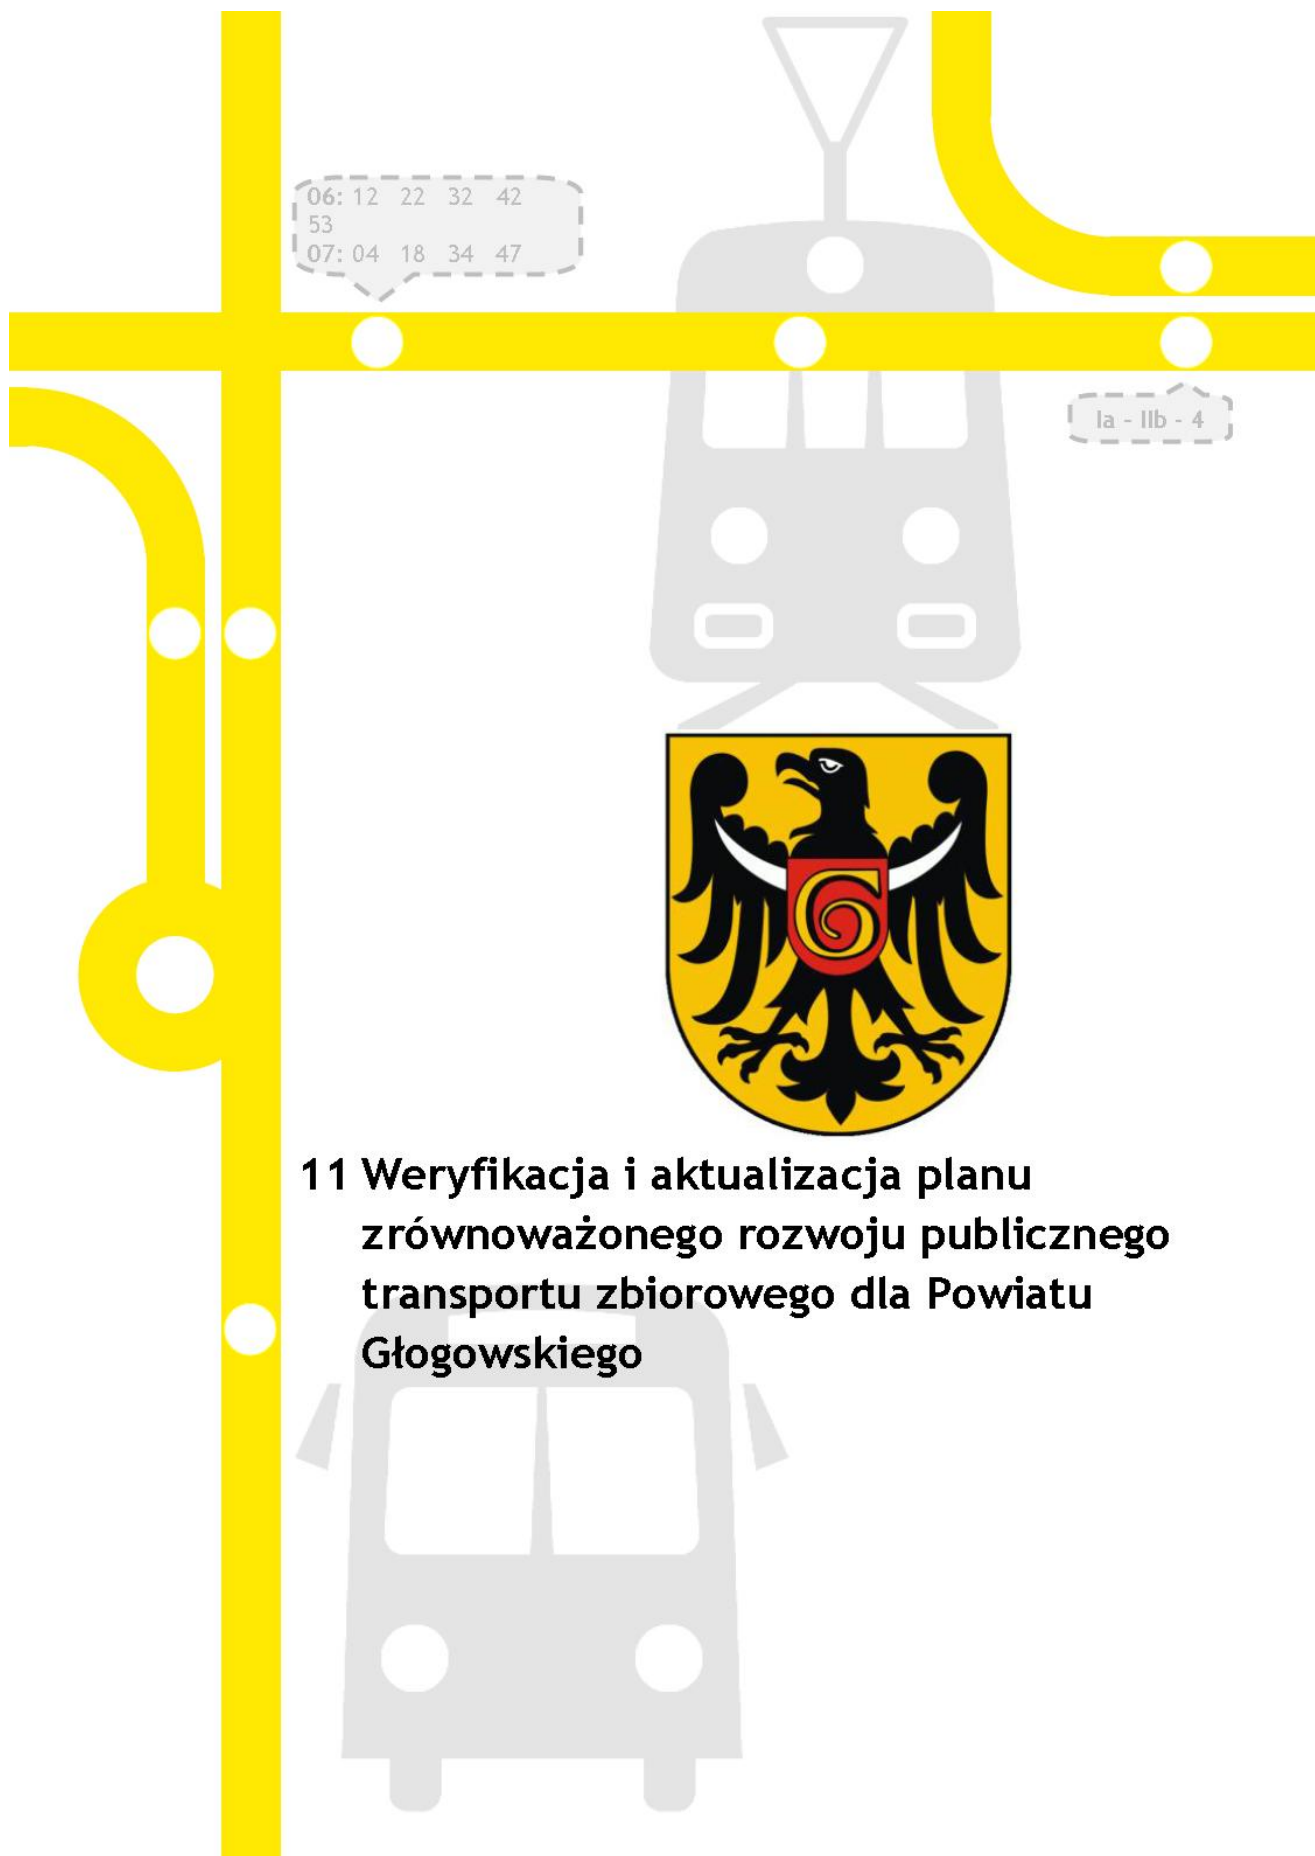 06: 12 22 32 42
53
07: 04 18 34 47
Ia - IIb - 4
G
11 Weryfikacja i aktualizacja planu
zrównoważonego rozwoju publicznego
transportu zbiorowego dla Powiatu
Głogowskiego